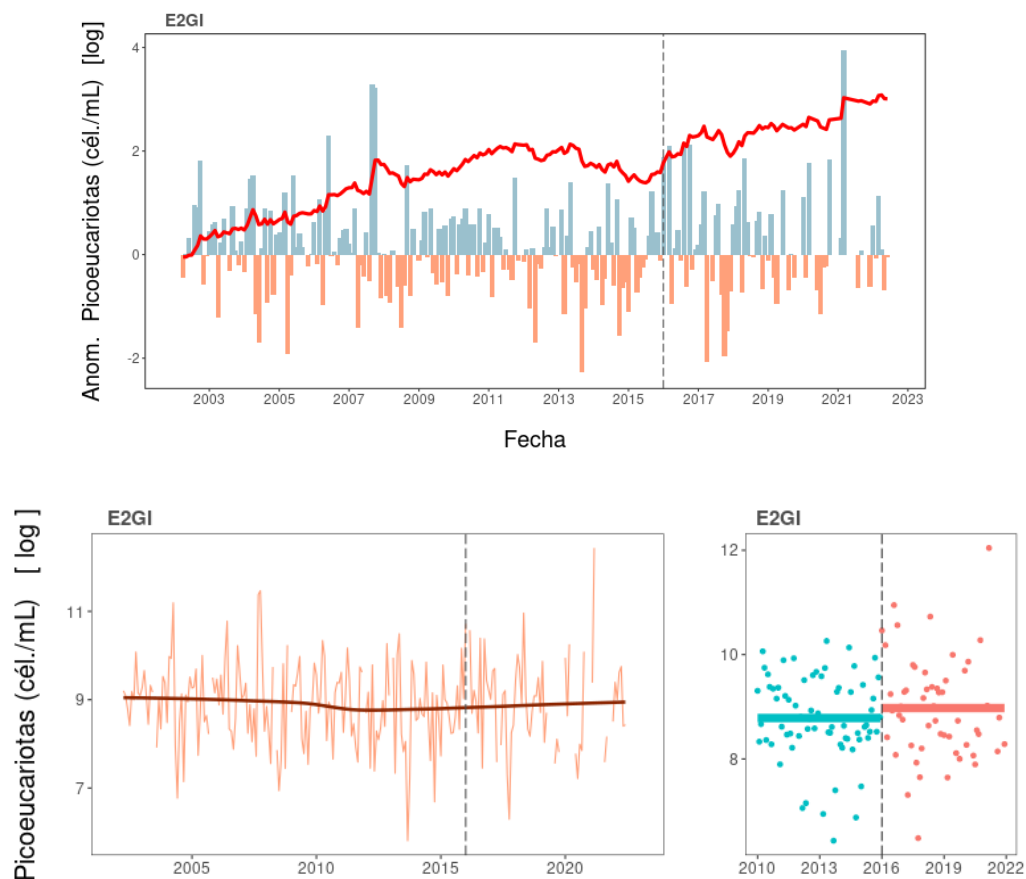 E2GI
Anom. Picoeucariotas (cél./mL) [log]
4
2
0
-2
2003 2005 2007 2009 2011 2013 2015 2017 2019 2021 2023
Fecha
Picoeucariotas (cél./mL) [ log ]
E2GI
11
9
7
2005 2010 2015 2020
E2GI
12
10
8
2010 2013 2016 2019 2022